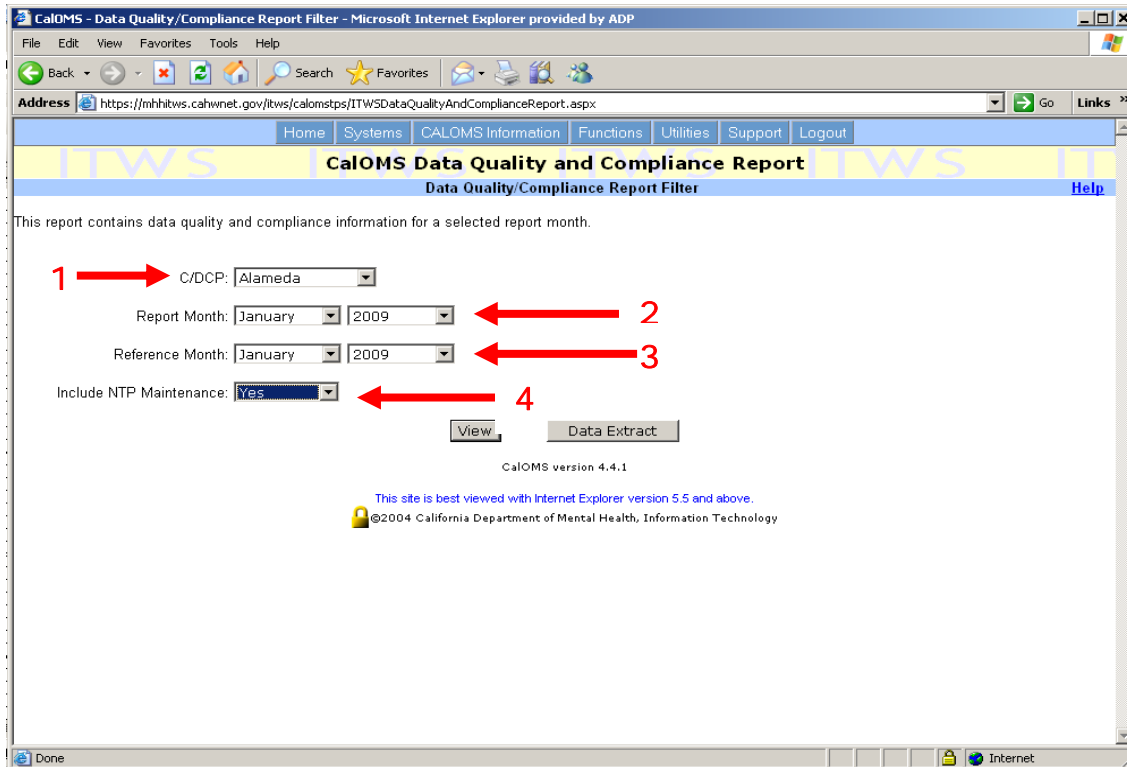 CalOMS - Data Quality/Compliance Report Filter - Microsoft Internet Explorer provided by ADP
File Edit View Favorites Tools Help
Back Search Favorites
Address https://mhhitws.cahwnet.gov/itws/calomstps/ITWSDataQualityAndComplianceReport.aspx Go Links »
Home Systems CALOMS Information Functions Utilities Support Logout
ITWS ITWS ITWS ITWS IT
CalOMS Data Quality and Compliance Report
Data Quality/Compliance Report Filter Help
This report contains data quality and compliance information for a selected report month.
1 C/DCP: Alameda
Report Month: January 2009 2
Reference Month: January 2009 3
Include NTP Maintenance: Yes 4
View Data Extract
CalOMS version 4.4.1
This site is best viewed with Internet Explorer version 5.5 and above.
©2004 California Department of Mental Health, Information Technology
Done Internet